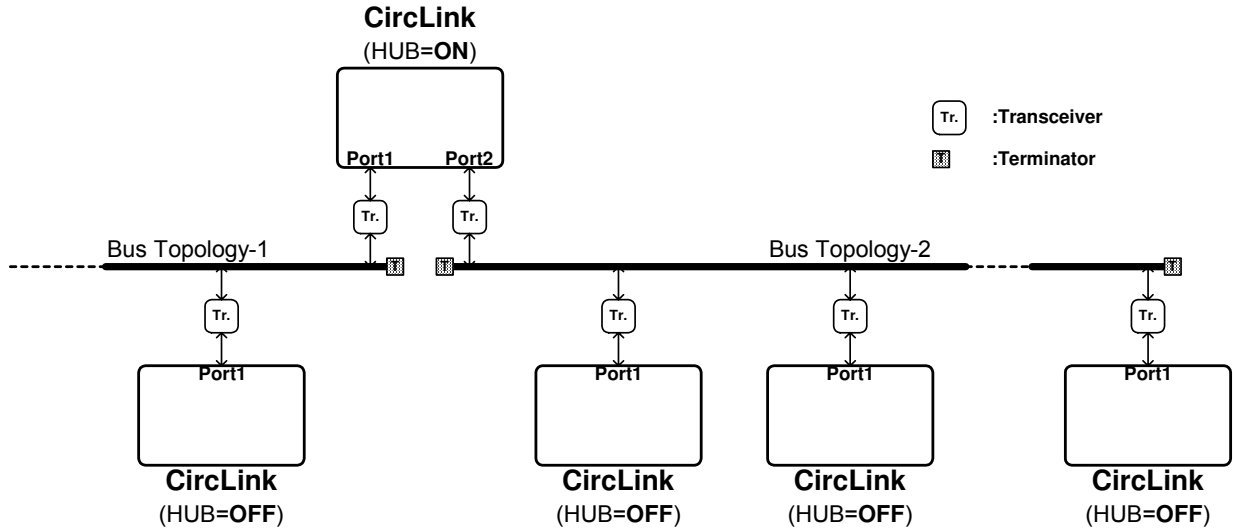 CircLink
(HUB=ON)
Port1
Port2
Tr.
:Transceiver
T
:Terminator
Tr.
Tr.
Bus Topology-1
Bus Topology-2
T
T
T
Tr.
Tr.
Tr.
Tr.
Port1
Port1
Port1
Port1
CircLink
(HUB=OFF)
CircLink
(HUB=OFF)
CircLink
(HUB=OFF)
CircLink
(HUB=OFF)